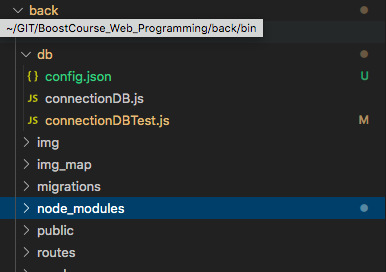 back
~/GIT/BoostCourse_Web_Programming/back/bin
db
{ } config.json U
JS connectionDB.js
JS connectionDBTest.js M
img
img_map
migrations
node_modules
public
routes